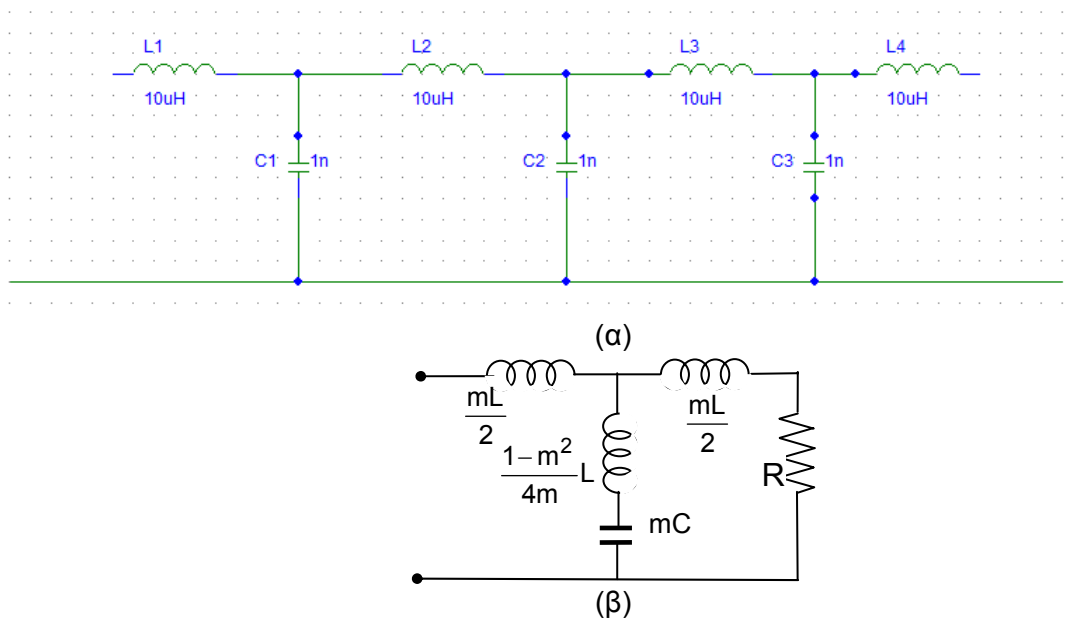 L1 L2 L3 L4
10uH 10uH 10uH 10uH
C1 1n C2 1n C3 1n
(α)
mL
2
mL
2
1-m²
4m
L
R
mC
(β)